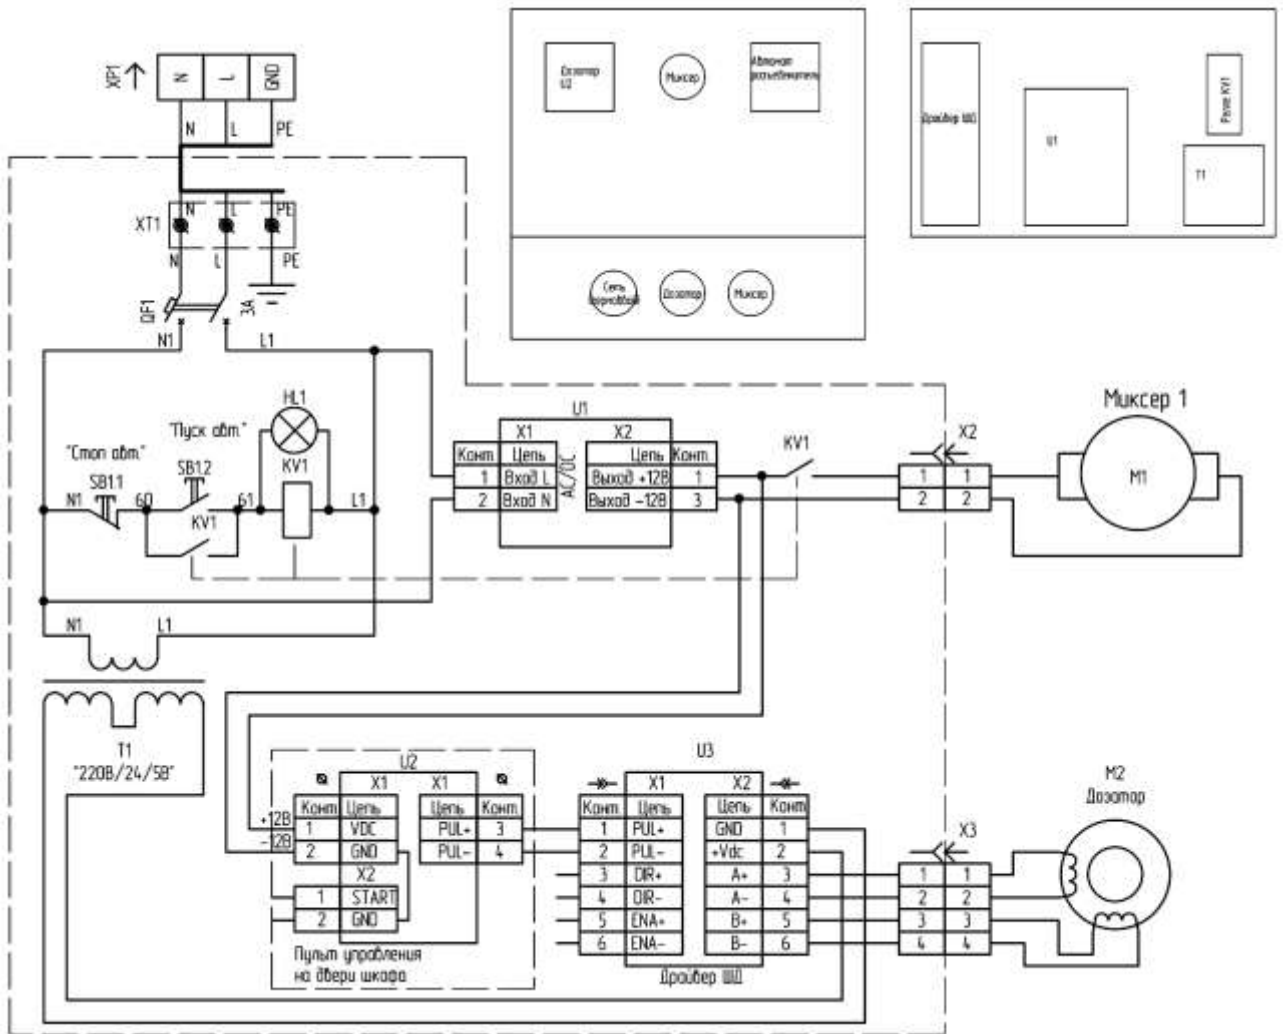 XP1
N
L
GND
N
L
PE
XT1
N
L
PE
N
L
PE
QF1
3А
N1
L1
Дозатор
U2
Миксер
Автомат
Сеть
Дозатор
Миксер
Драйвер ШД
U1
Реле KV1
T1
HL1
"Пуск авт."
"Стоп авт."
SB1.1
SB1.2
KV1
N1
60
61
L1
KV1
U1
X1
X2
Конт.
Цепь
AC/DC
Цепь
Конт.
1
Вход L
Выход +12В
1
2
Вход N
Выход -12В
3
KV1
X2
1
1
2
2
Миксер 1
M1
N1
L1
T1
"220В/24/5В"
U2
X1
X1
Конт.
Цепь
Цепь
Конт.
+12В
1
VDC
PUL+
3
-12В
2
GND
PUL-
4
X2
1
START
2
GND
Пульт управления
на двери шкафа
U3
X1
X2
Конт.
Цепь
Цепь
Конт.
1
PUL+
GND
1
2
PUL-
+Vdc
2
3
DIR+
A+
3
4
DIR-
A-
4
5
ENA+
B+
5
6
ENA-
B-
6
Драйвер ШД
X3
1
1
2
2
3
3
4
4
M2
Дозатор